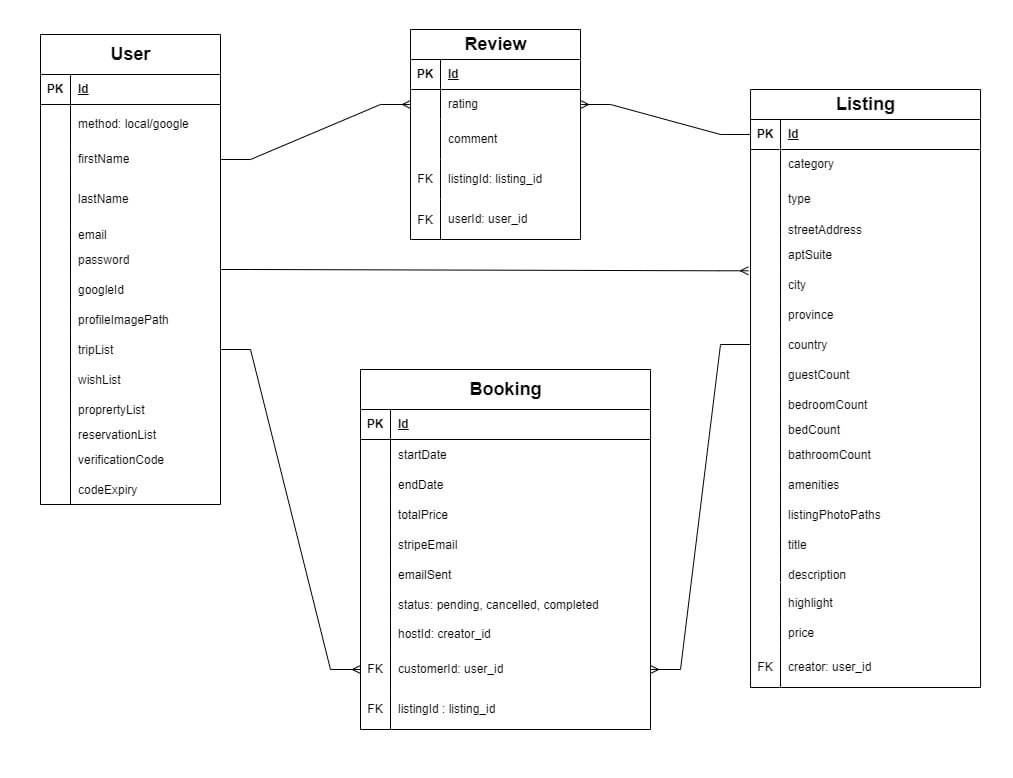 User
PK Id
method: local/google
firstName
lastName
email
password
googleId
profileImagePath
tripList
wishList
proprertyList
reservationList
verificationCode
codeExpiry
Review
PK Id
rating
comment
FK listingId: listing_id
FK userId: user_id
Listing
PK Id
category
type
streetAddress
aptSuite
city
province
country
guestCount
bedroomCount
bedCount
bathroomCount
amenities
listingPhotoPaths
title
description
highlight
price
FK creator: user_id
Booking
PK Id
startDate
endDate
totalPrice
stripeEmail
emailSent
status: pending, cancelled, completed
hostId: creator_id
FK customerId: user_id
FK listingId : listing_id